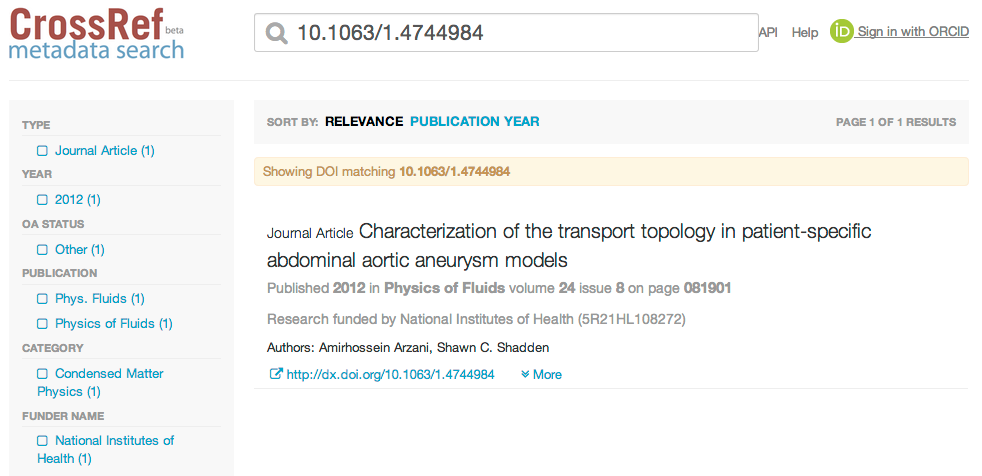 CrossRef beta
metadata search
10.1063/1.4744984
API Help iD Sign in with ORCID
TYPE
Journal Article (1)
YEAR
2012 (1)
OA STATUS
Other (1)
PUBLICATION
Phys. Fluids (1)
Physics of Fluids (1)
CATEGORY
Condensed Matter
Physics (1)
FUNDER NAME
National Institutes of
Health (1)
SORT BY: RELEVANCE PUBLICATION YEAR
PAGE 1 OF 1 RESULTS
Showing DOI matching 10.1063/1.4744984
Journal Article Characterization of the transport topology in patient-specific
abdominal aortic aneurysm models
Published 2012 in Physics of Fluids volume 24 issue 8 on page 081901
Research funded by National Institutes of Health (5R21HL108272)
Authors: Amirhossein Arzani, Shawn C. Shadden
http://dx.doi.org/10.1063/1.4744984 More